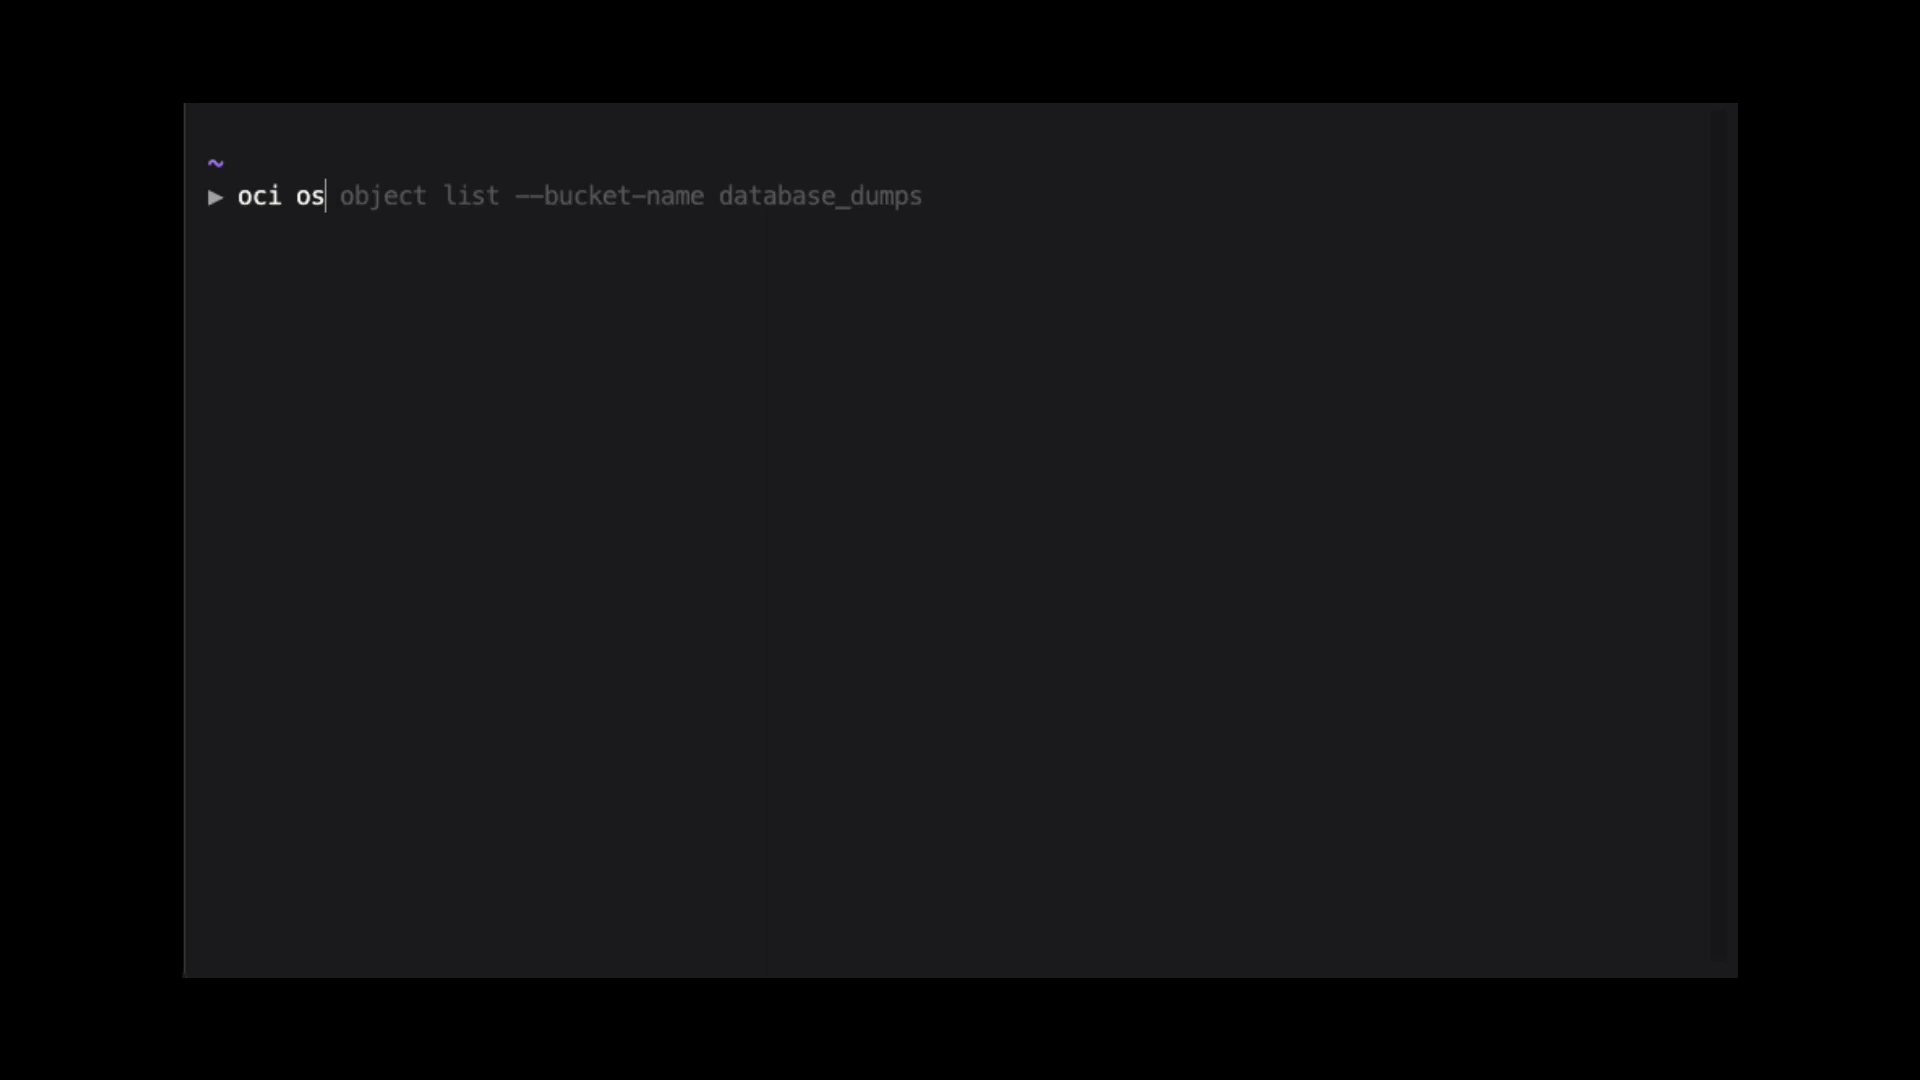 ~
▶ oci os object list --bucket-name database_dumps